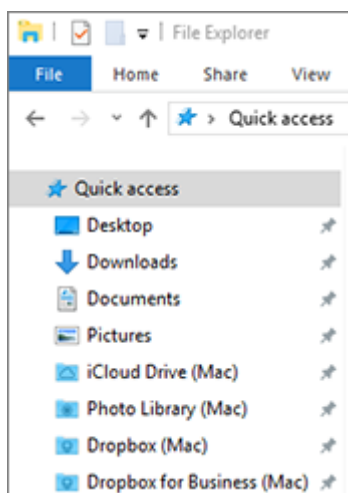 File Explorer
File Home Share View
Quick access
Quick access
Desktop
Downloads
Documents
Pictures
iCloud Drive (Mac)
Photo Library (Mac)
Dropbox (Mac)
Dropbox for Business (Mac)